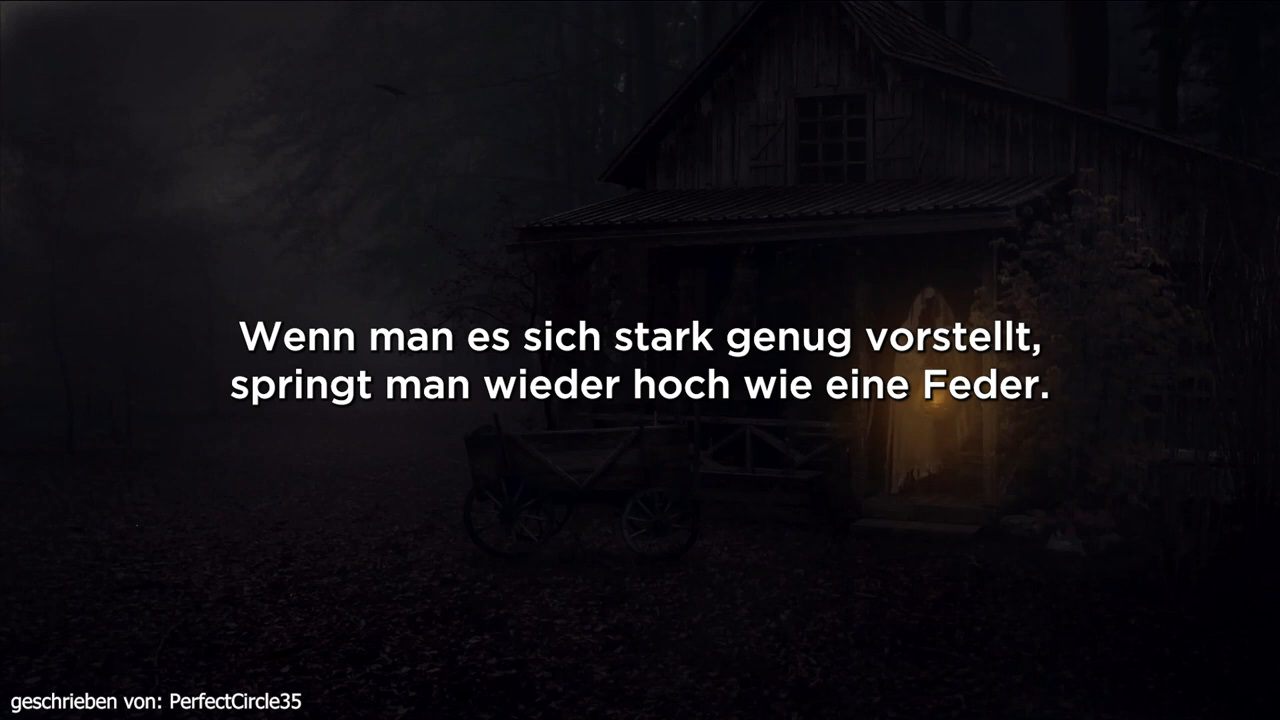 Wenn man es sich stark genug vorstellt,
springt man wieder hoch wie eine Feder.
geschrieben von: PerfectCircle35